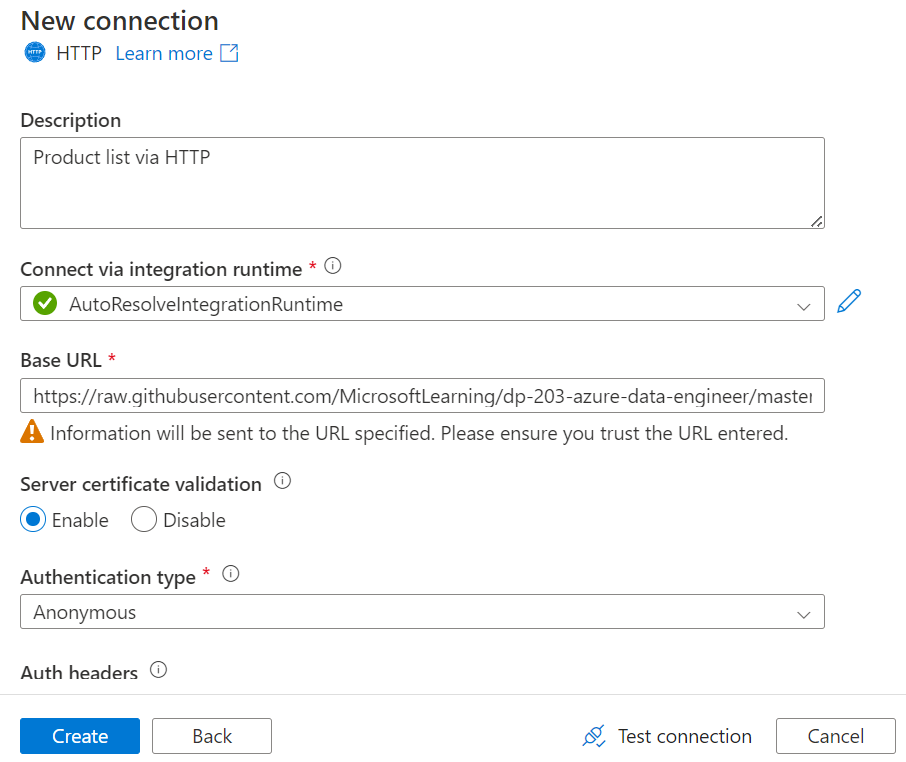 New connection
HTTP HTTP Learn more
Description
Product list via HTTP
Connect via integration runtime *
AutoResolveIntegrationRuntime
Base URL *
https://raw.githubusercontent.com/MicrosoftLearning/dp-203-azure-data-engineer/master
Information will be sent to the URL specified. Please ensure you trust the URL entered.
Server certificate validation
Enable Disable
Authentication type *
Anonymous
Auth headers
Create Back Test connection Cancel